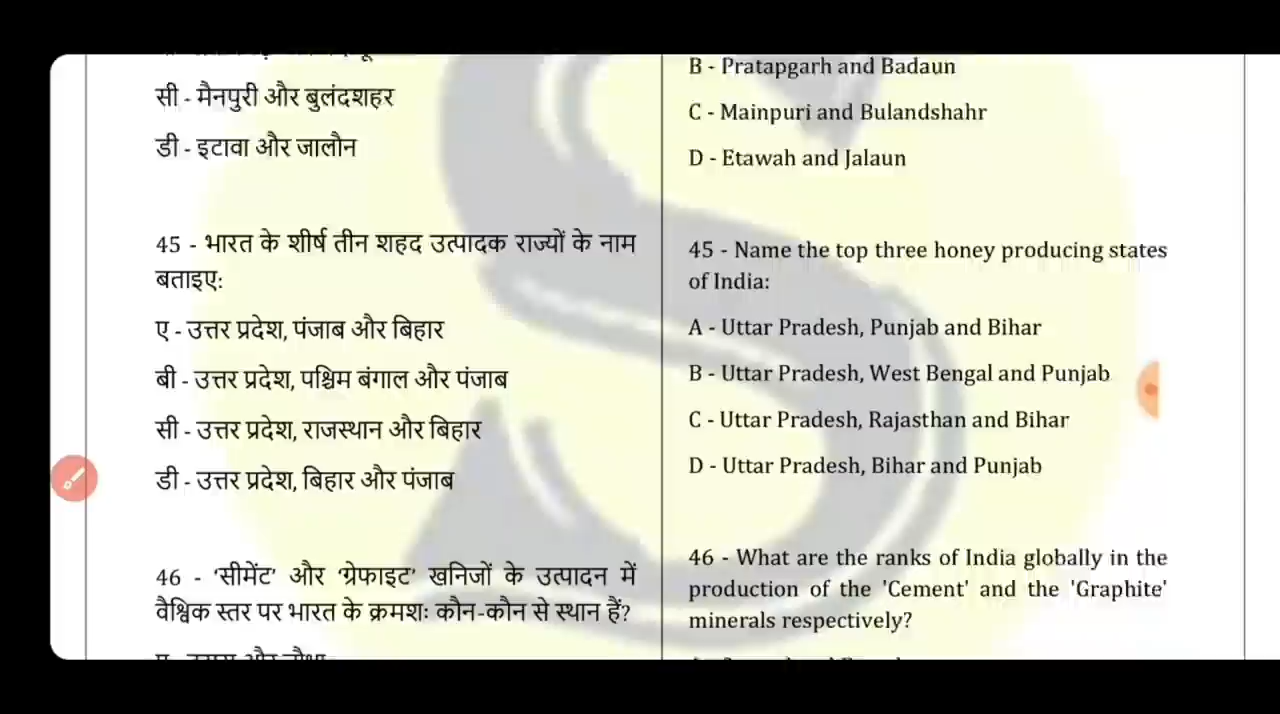 सी - मैनपुरी और बुलंदशहर
डी - इटावा और जालौन
45 - भारत के शीर्ष तीन शहद उत्पादक राज्यों के नाम
बताइए:
ए - उत्तर प्रदेश, पंजाब और बिहार
बी - उत्तर प्रदेश, पश्चिम बंगाल और पंजाब
सी - उत्तर प्रदेश, राजस्थान और बिहार
डी - उत्तर प्रदेश, बिहार और पंजाब
46 - ‘सीमेंट’ और ‘ग्रेफाइट’ खनिजों के उत्पादन में
वैश्विक स्तर पर भारत के क्रमशः कौन-कौन से स्थान हैं?
B - Pratapgarh and Badaun
C - Mainpuri and Bulandshahr
D - Etawah and Jalaun
45 - Name the top three honey producing states
of India:
A - Uttar Pradesh, Punjab and Bihar
B - Uttar Pradesh, West Bengal and Punjab
C - Uttar Pradesh, Rajasthan and Bihar
D - Uttar Pradesh, Bihar and Punjab
46 - What are the ranks of India globally in the
production of the 'Cement' and the 'Graphite'
minerals respectively?